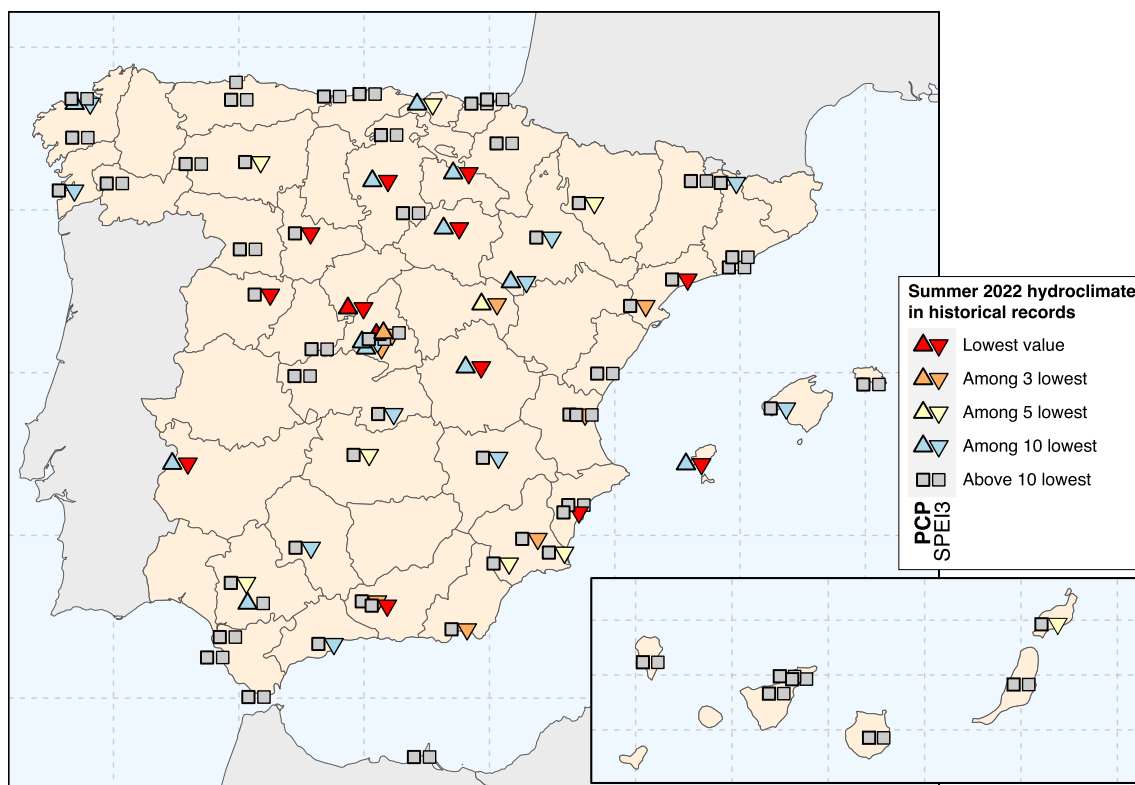 Summer 2022 hydroclimate
in historical records
Lowest value
Among 3 lowest
Among 5 lowest
Among 10 lowest
Above 10 lowest
PCP
SPEI3